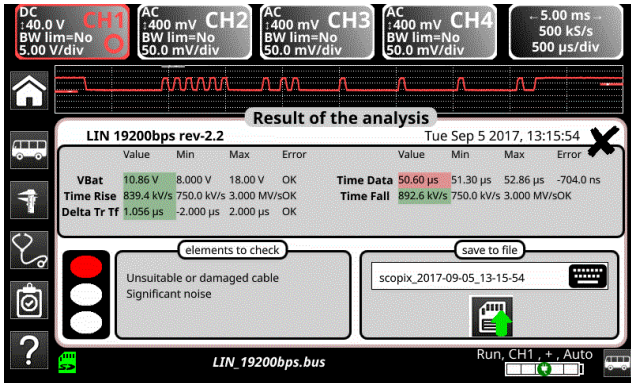 DC
↕40.0 V CH1
BW lim=No
5.00 V/div
AC
↕400 mV CH2
BW lim=No
50.0 mV/div
AC
↕400 mV CH3
BW lim=No
50.0 mV/div
AC
↕400 mV CH4
BW lim=No
50.0 mV/div
←5.00 ms→
500 kS/s
500 µs/div
Result of the analysis
LIN 19200bps rev-2.2 Tue Sep 5 2017, 13:15:54
Value Min Max Error Value Min Max Error
VBat 10.86 V 8.000 V 18.00 V OK Time Data 50.60 µs 51.30 µs 52.86 µs -704.0 ns
Time Rise 839.4 kV/s 750.0 kV/s 3.000 MV/sOK Time Fall 892.6 kV/s 750.0 kV/s 3.000 MV/sOK
Delta Tr Tf 1.056 µs -2.000 µs 2.000 µs OK
elements to check
Unsuitable or damaged cable
Significant noise
save to file
scopix_2017-09-05_13-15-54
?
LIN_19200bps.bus
Run, CH1 , + , Auto